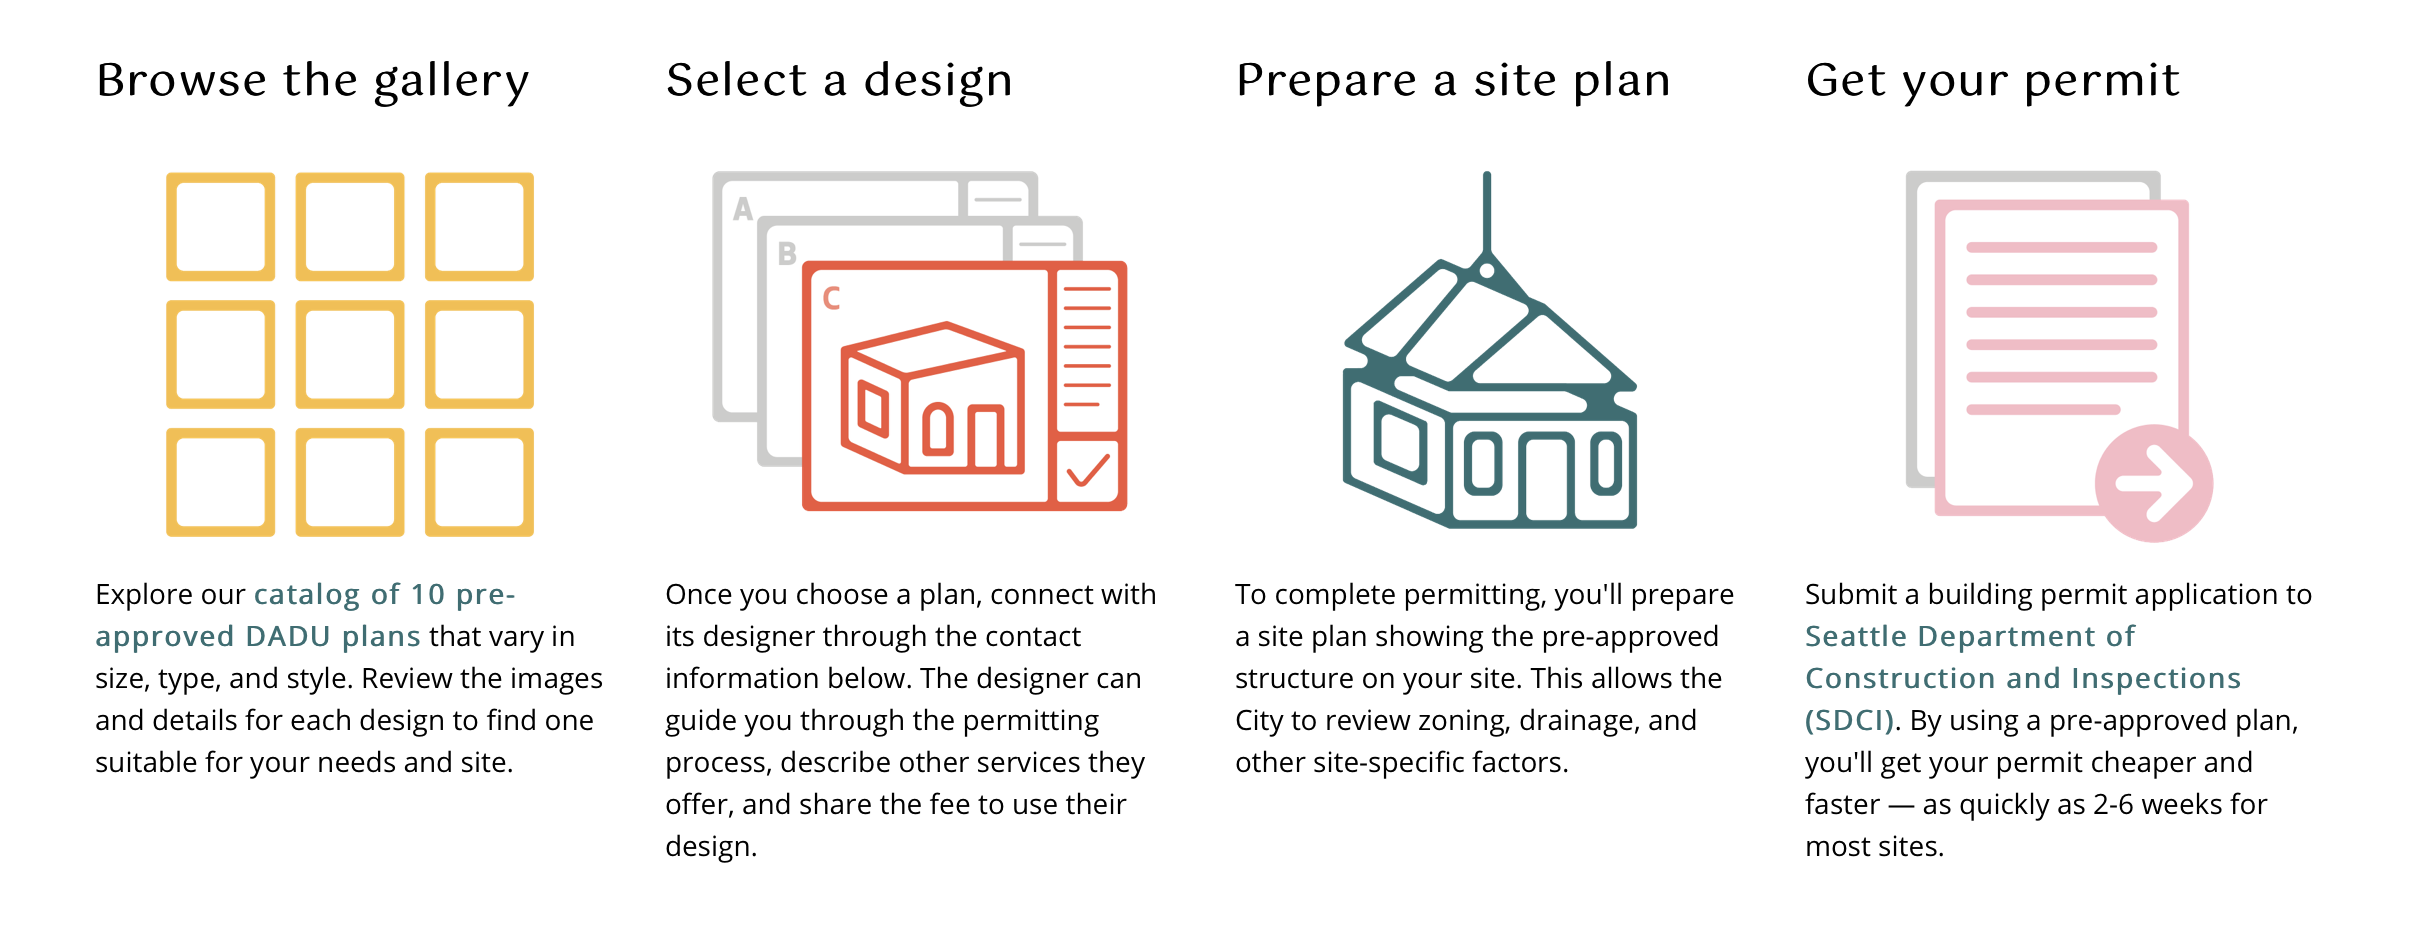 Browse the gallery
Explore our catalog of 10 pre-
approved DADU plans that vary in
size, type, and style. Review the images
and details for each design to find one
suitable for your needs and site.
Select a design
A
B
C
Once you choose a plan, connect with
its designer through the contact
information below. The designer can
guide you through the permitting
process, describe other services they
offer, and share the fee to use their
design.
Prepare a site plan
To complete permitting, you'll prepare
a site plan showing the pre-approved
structure on your site. This allows the
City to review zoning, drainage, and
other site-specific factors.
Get your permit
Submit a building permit application to
Seattle Department of
Construction and Inspections
(SDCI). By using a pre-approved plan,
you'll get your permit cheaper and
faster — as quickly as 2-6 weeks for
most sites.